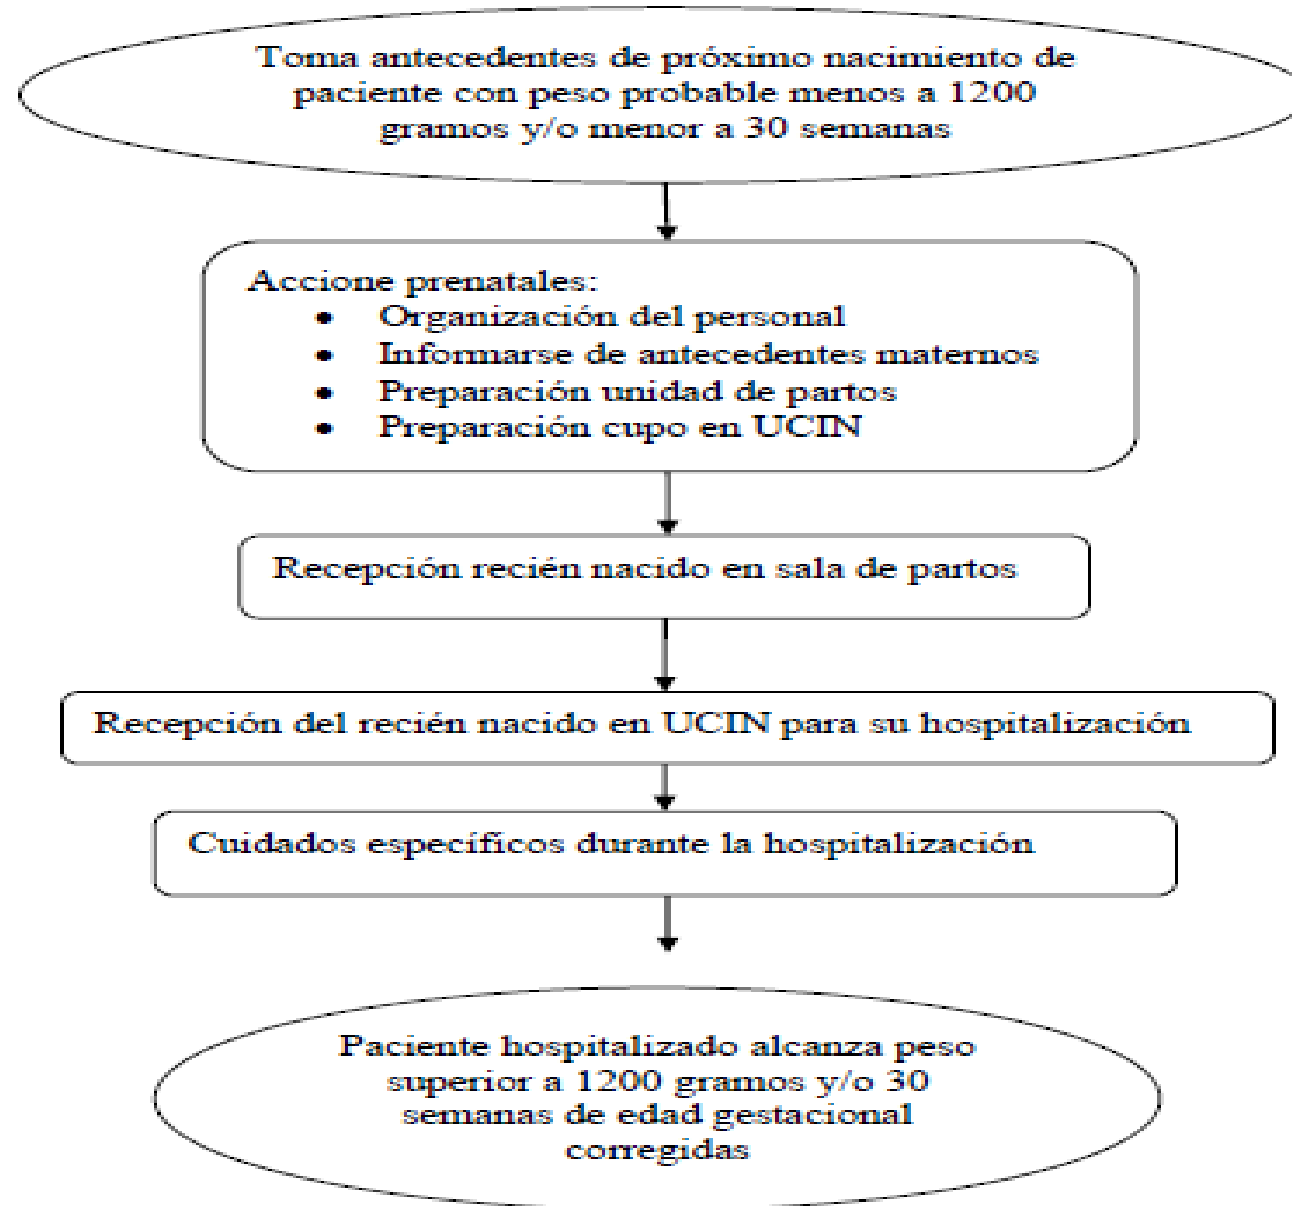 Toma antecedentes de próximo nacimiento de
paciente con peso probable menos a 1200
gramos y/o menor a 30 semanas
Accione prenatales:
• Organización del personal
• Informarse de antecedentes maternos
• Preparación unidad de partos
• Preparación cupo en UCIN
Recepción recién nacido en sala de partos
Recepción del recién nacido en UCIN para su hospitalización
Cuidados específicos durante la hospitalización
Paciente hospitalizado alcanza peso
superior a 1200 gramos y/o 30
semanas de edad gestacional
corregidas